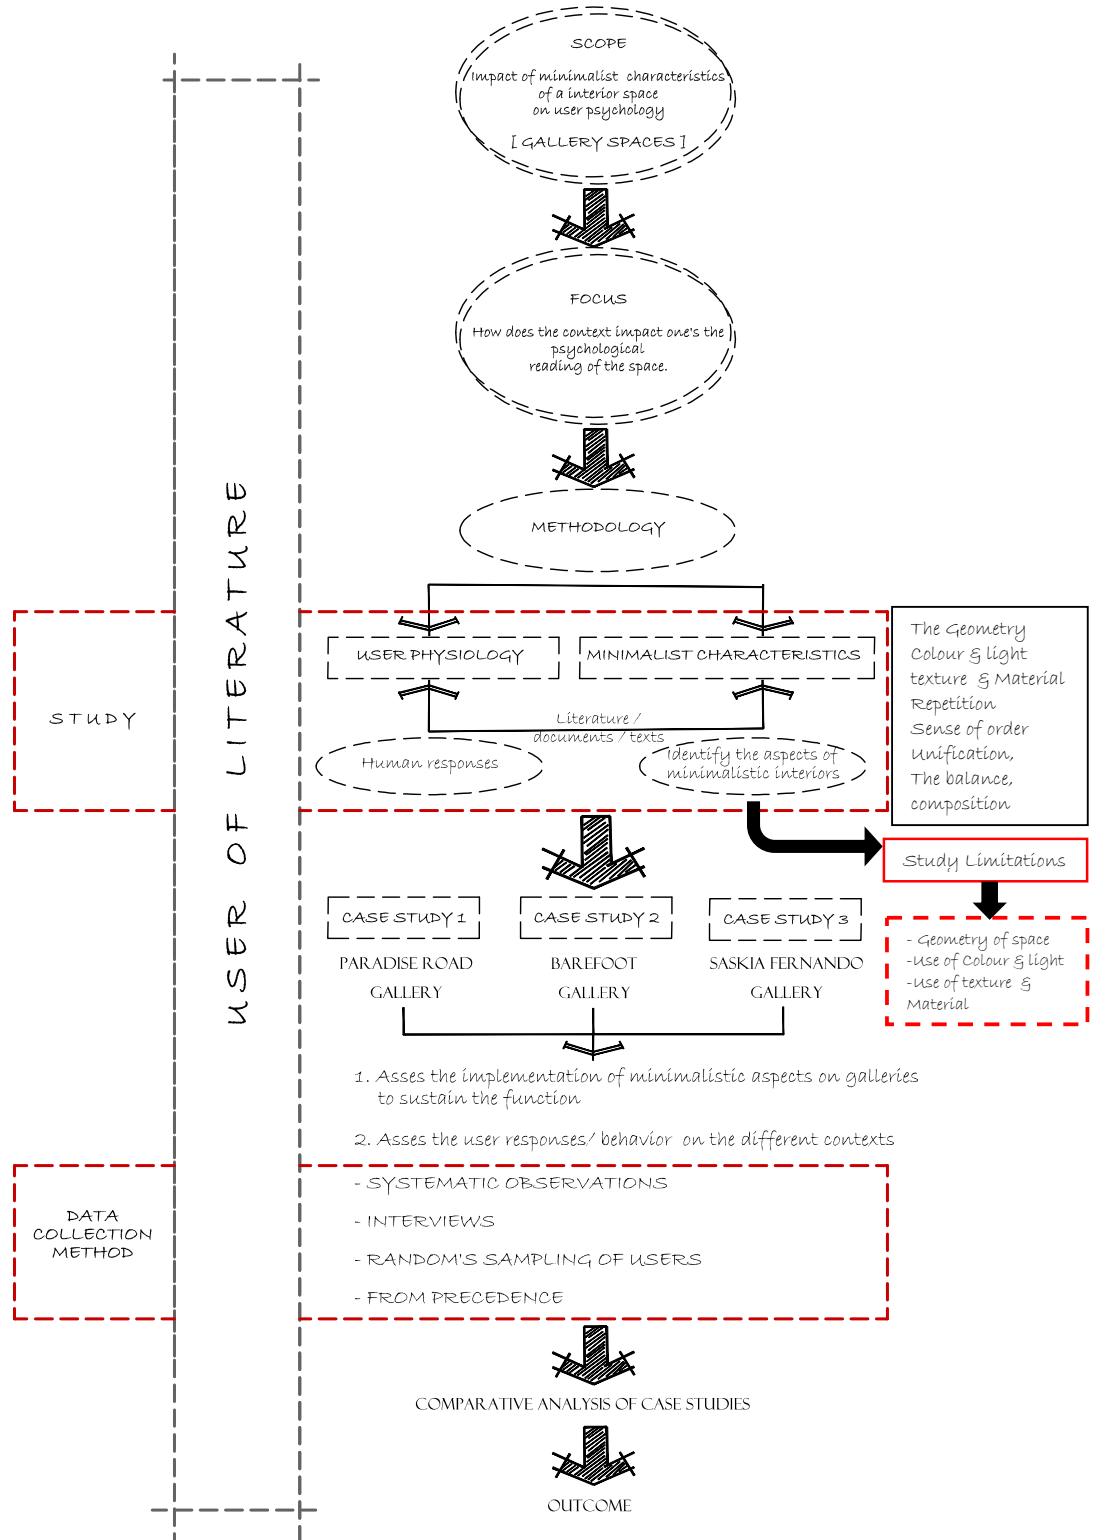 SCOPE
Impact of minimalist characteristics
of a interior space
on user psychology
[ GALLERY SPACES ]
FOCUS
How does the context impact one's the
psychological
reading of the space.
METHODOLOGY
USER OF LITERATURE
STUDY
USER PHYSIOLOGY
MINIMALIST CHARACTERISTICS
Literature /
documents / texts
Human responses
Identify the aspects of
minimalistic interiors
The Geometry
Colour & light
texture & Material
Repetition
Sense of order
Unification,
The balance,
composition
Study Limitations
- Geometry of space
-Use of Colour & light
-Use of texture &
Material
CASE STUDY 1
PARADISE ROAD
GALLERY
CASE STUDY 2
BAREFOOT
GALLERY
CASE STUDY 3
SASKIA FERNANDO
GALLERY
1. Asses the implementation of minimalistic aspects on galleries
to sustain the function
2. Asses the user responses/ behavior on the different contexts
DATA
COLLECTION
METHOD
- SYSTEMATIC OBSERVATIONS
- INTERVIEWS
- RANDOM'S SAMPLING OF USERS
- FROM PRECEDENCE
COMPARATIVE ANALYSIS OF CASE STUDIES
OUTCOME